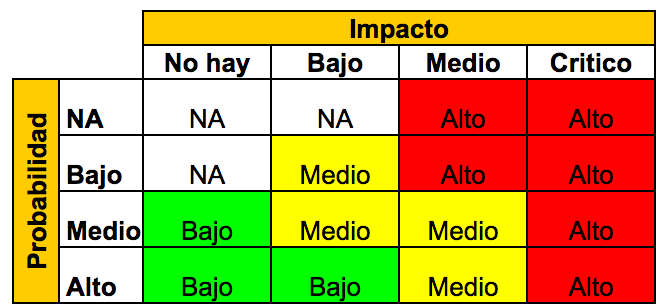 Impacto
No hay Bajo Medio Critico
Probabilidad
NA NA NA Alto Alto
Bajo NA Medio Alto Alto
Medio Bajo Medio Medio Alto
Alto Bajo Bajo Medio Alto